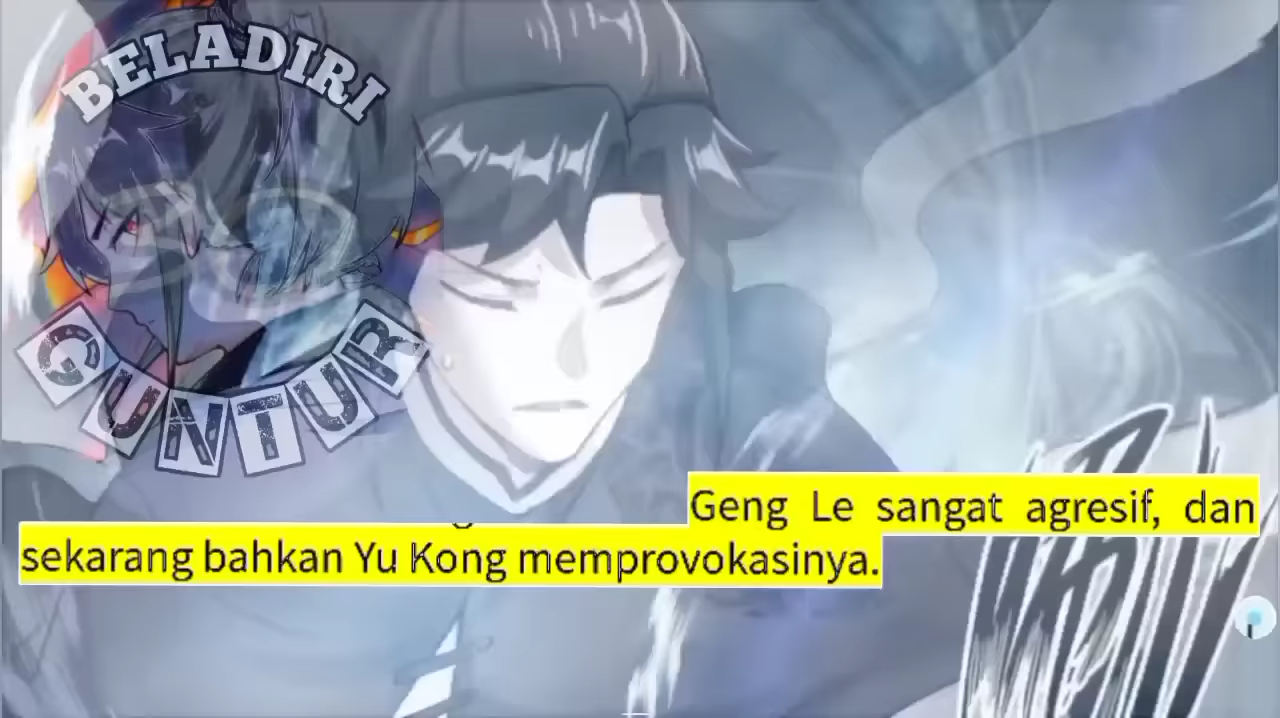 BELADIRI
GUNTUR
Geng Le sangat agresif, dan
sekarang bahkan Yu Kong memprovokasinya.